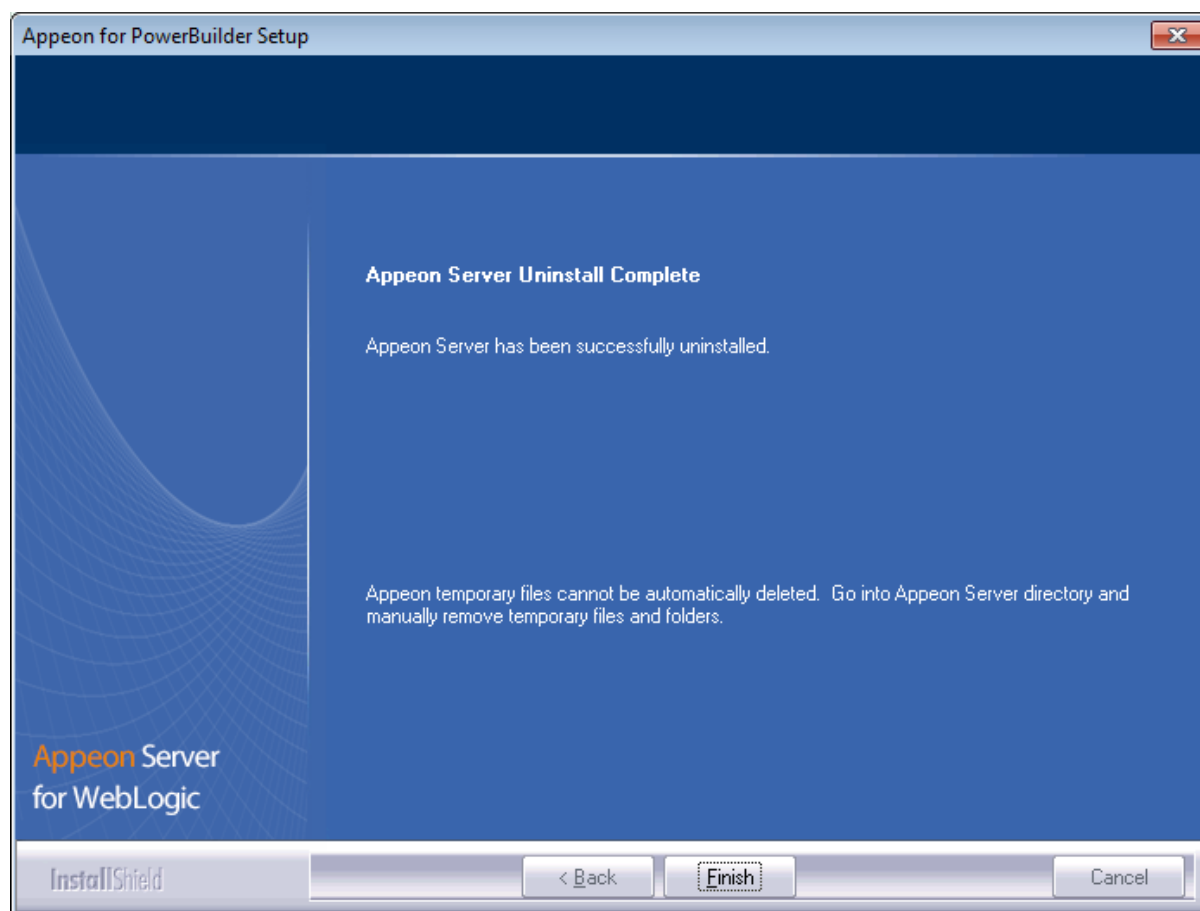 Appeon for PowerBuilder Setup
Appeon Server Uninstall Complete
Appeon Server has been successfully uninstalled.
Appeon temporary files cannot be automatically deleted.  Go into Appeon Server directory and
manually remove temporary files and folders.
Appeon Server
for WebLogic
InstallShield
< Back
Finish
Cancel